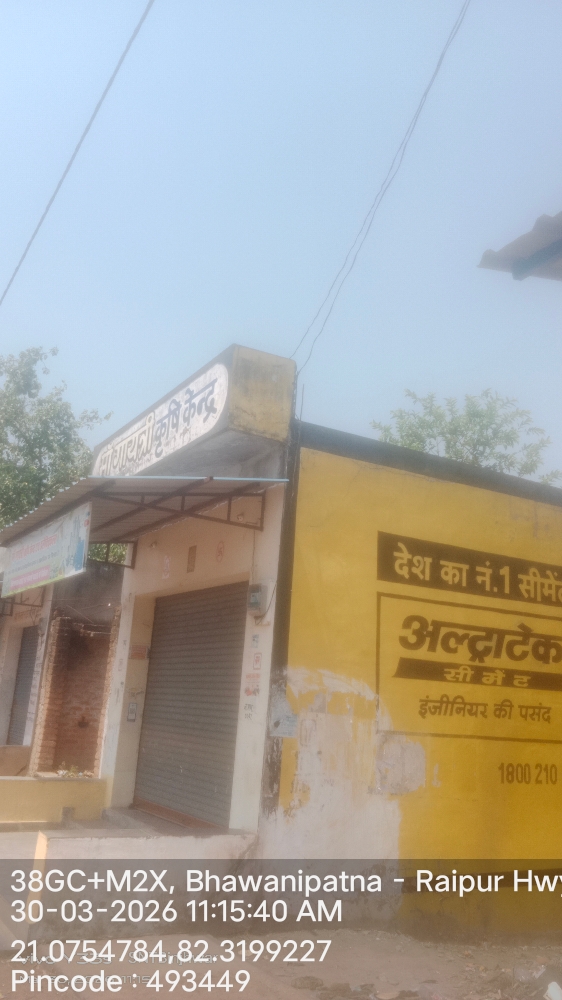 कृषि केन्द्र
देश का नं.1 सीमेंट
अल्ट्राटेक
सीमेंट
इंजीनियर की पसंद
1800 210
38GC+M2X, Bhawanipatna - Raipur Hwy
30-03-2026 11:15:40 AM
21.0754784,82.3199227
Pincode : 493449